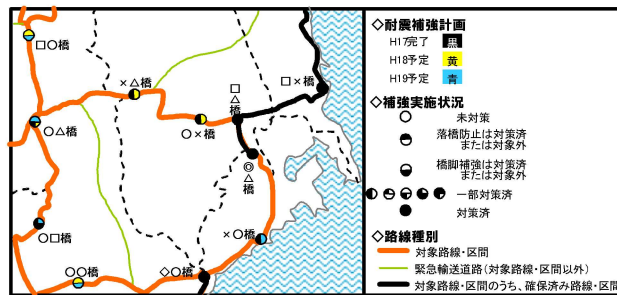 □○橋
×△橋
□
△
橋
□×橋
○△橋
○×橋
◎
△
橋
○□橋
×○橋
○○橋
◇○橋
◇耐震補強計画
H17完了 黒
H18予定 黄
H19予定 青
◇補強実施状況
未対策
落橋防止は対策済
または対象外
橋脚補強は対策済
または対象外
一部対策済
対策済
◇路線種別
対象路線・区間
緊急輸送道路(対象路線・区間以外)
対象路線・区間のうち、確保済み路線・区間